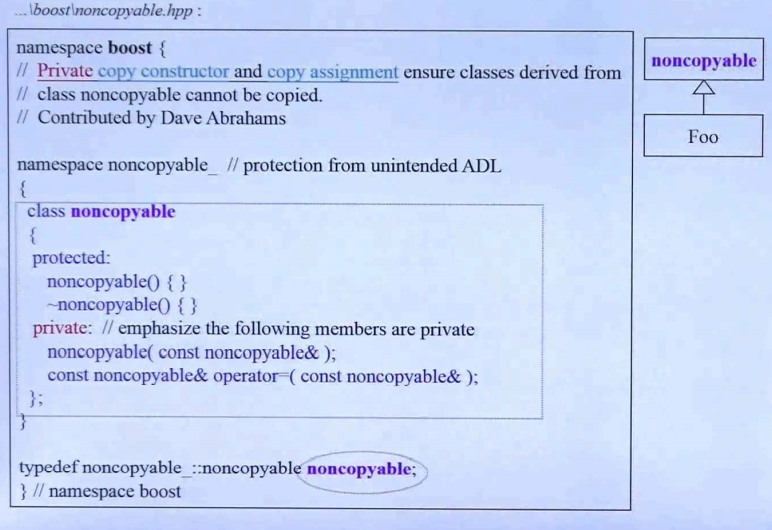 ...\boost\noncopyable.hpp :
namespace boost {
// Private copy constructor and copy assignment ensure classes derived from
// class noncopyable cannot be copied.
// Contributed by Dave Abrahams
namespace noncopyable_ // protection from unintended ADL
{
class noncopyable
{
protected:
noncopyable() { }
~noncopyable() { }
private: // emphasize the following members are private
noncopyable( const noncopyable& );
const noncopyable& operator=( const noncopyable& );
};
}
typedef noncopyable_::noncopyable noncopyable;
} // namespace boost
noncopyable
Foo